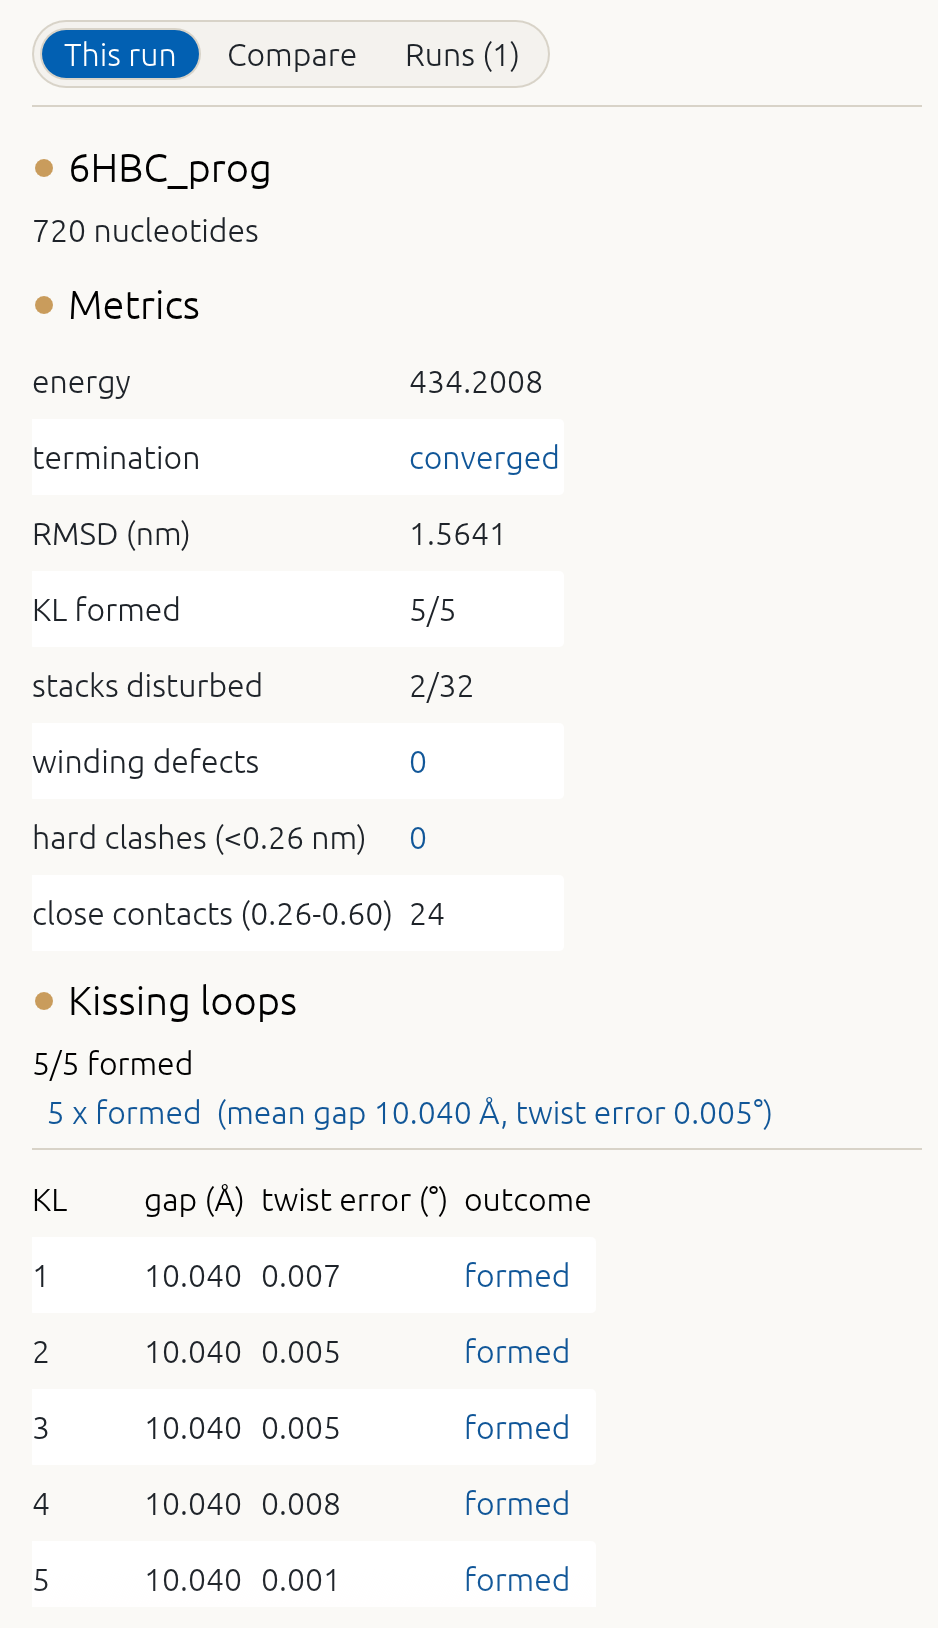 This run Compare Runs (1)
6HBC_prog
720 nucleotides
Metrics
energy 434.2008
termination converged
RMSD (nm) 1.5641
KL formed 5/5
stacks disturbed 2/32
winding defects 0
hard clashes (<0.26 nm) 0
close contacts (0.26-0.60) 24
Kissing loops
5/5 formed
5 x formed (mean gap 10.040 Å, twist error 0.005°)
KL gap (Å) twist error (°) outcome
1 10.040 0.007 formed
2 10.040 0.005 formed
3 10.040 0.005 formed
4 10.040 0.008 formed
5 10.040 0.001 formed